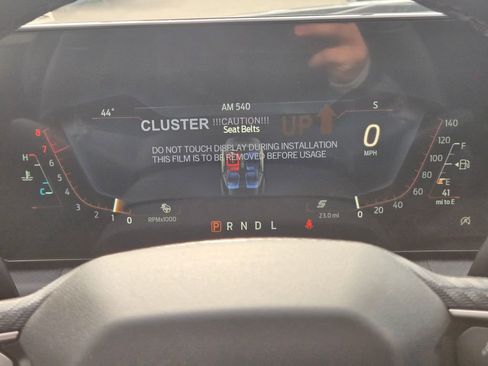 44°
AM 540
S
CLUSTER !!!CAUTION!!! UP
Seat Belts
DO NOT TOUCH DISPLAY DURING INSTALLATION
THIS FILM IS TO BE REMOVED BEFORE USAGE
0
MPH
8
7
6
5
4
3
2
1
0
H
C
RPMx1000
P R N D L
S
23.0 mi
140
120
100
80
60
40
20
0
F
E
41
mi to E